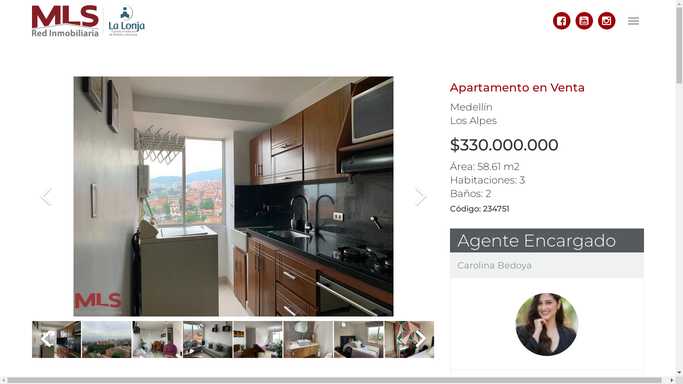 MLS
Red Inmobiliaria
La Lonja
Apartamento en Venta
Medellín
Los Alpes
$330.000.000
Área: 58.61 m2
Habitaciones: 3
Baños: 2
Código: 234751
MLS
Agente Encargado
Carolina Bedoya